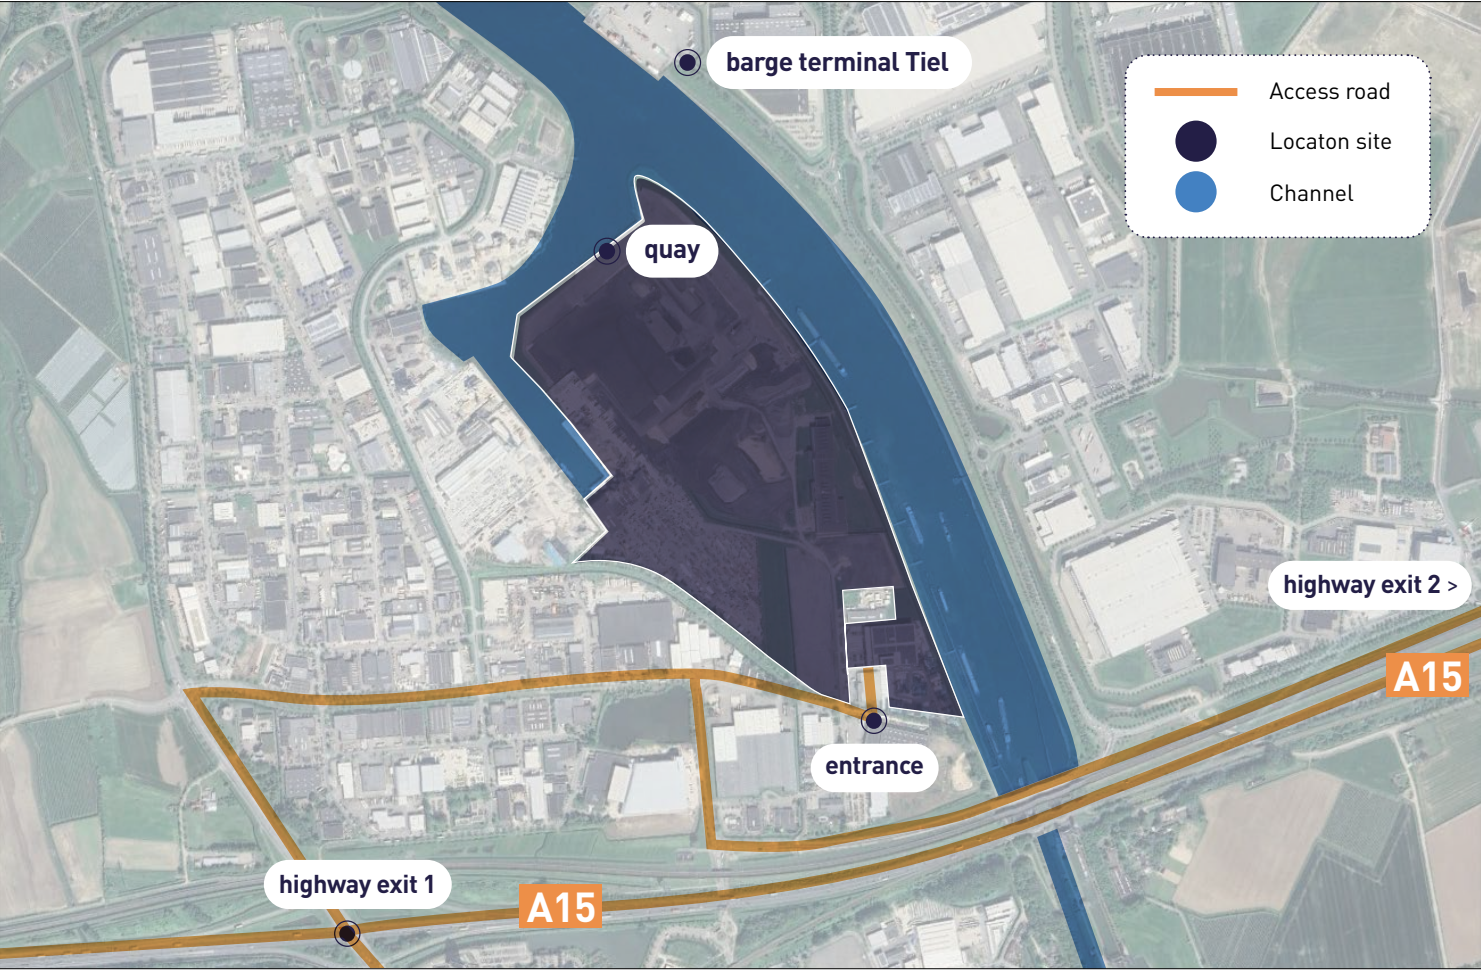 barge terminal Tiel
Access road
Locaton site
Channel
quay
highway exit 2 >
A15
entrance
highway exit 1
A15